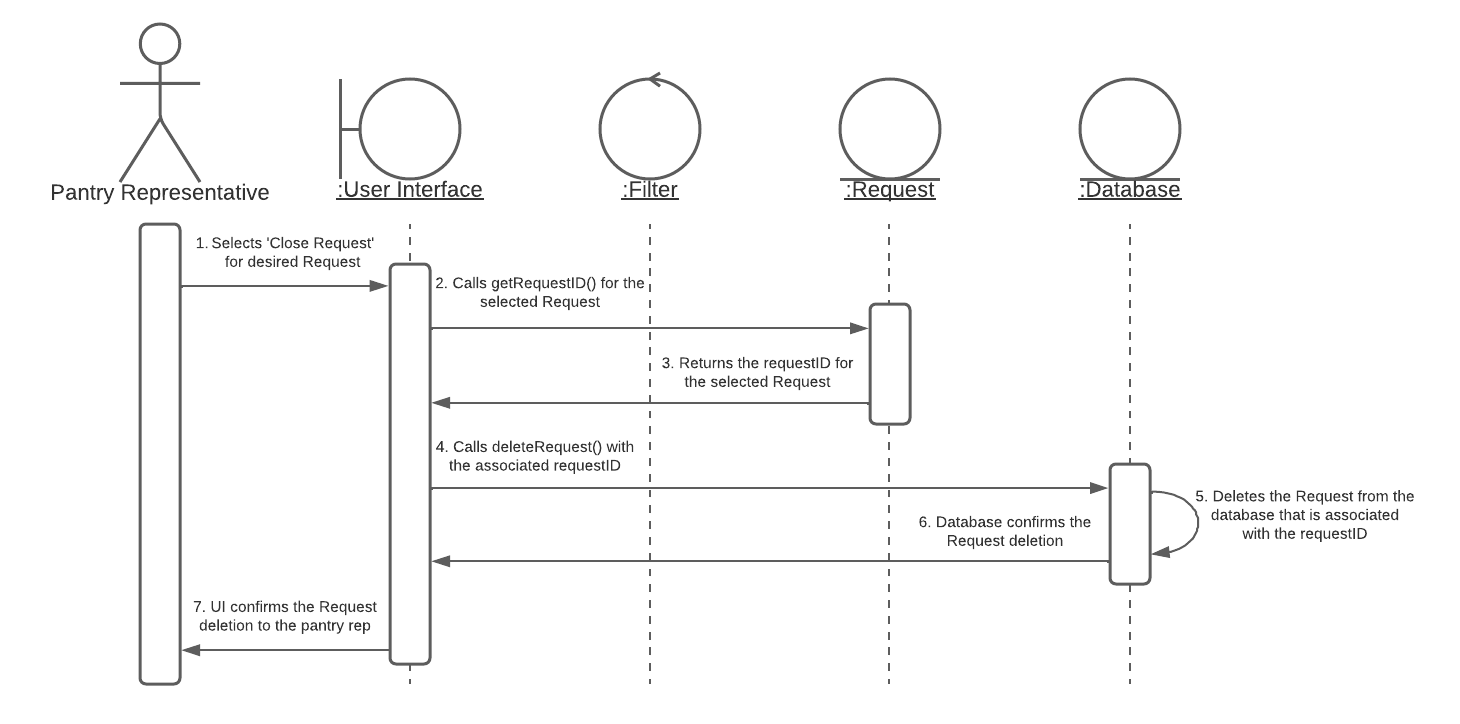 Pantry Representative
:User Interface
:Filter
:Request
:Database
1. Selects 'Close Request'
for desired Request
2. Calls getRequestID() for the
selected Request
3. Returns the requestID for
the selected Request
4. Calls deleteRequest() with
the associated requestID
5. Deletes the Request from the
database that is associated
with the requestID
6. Database confirms the
Request deletion
7. UI confirms the Request
deletion to the pantry rep